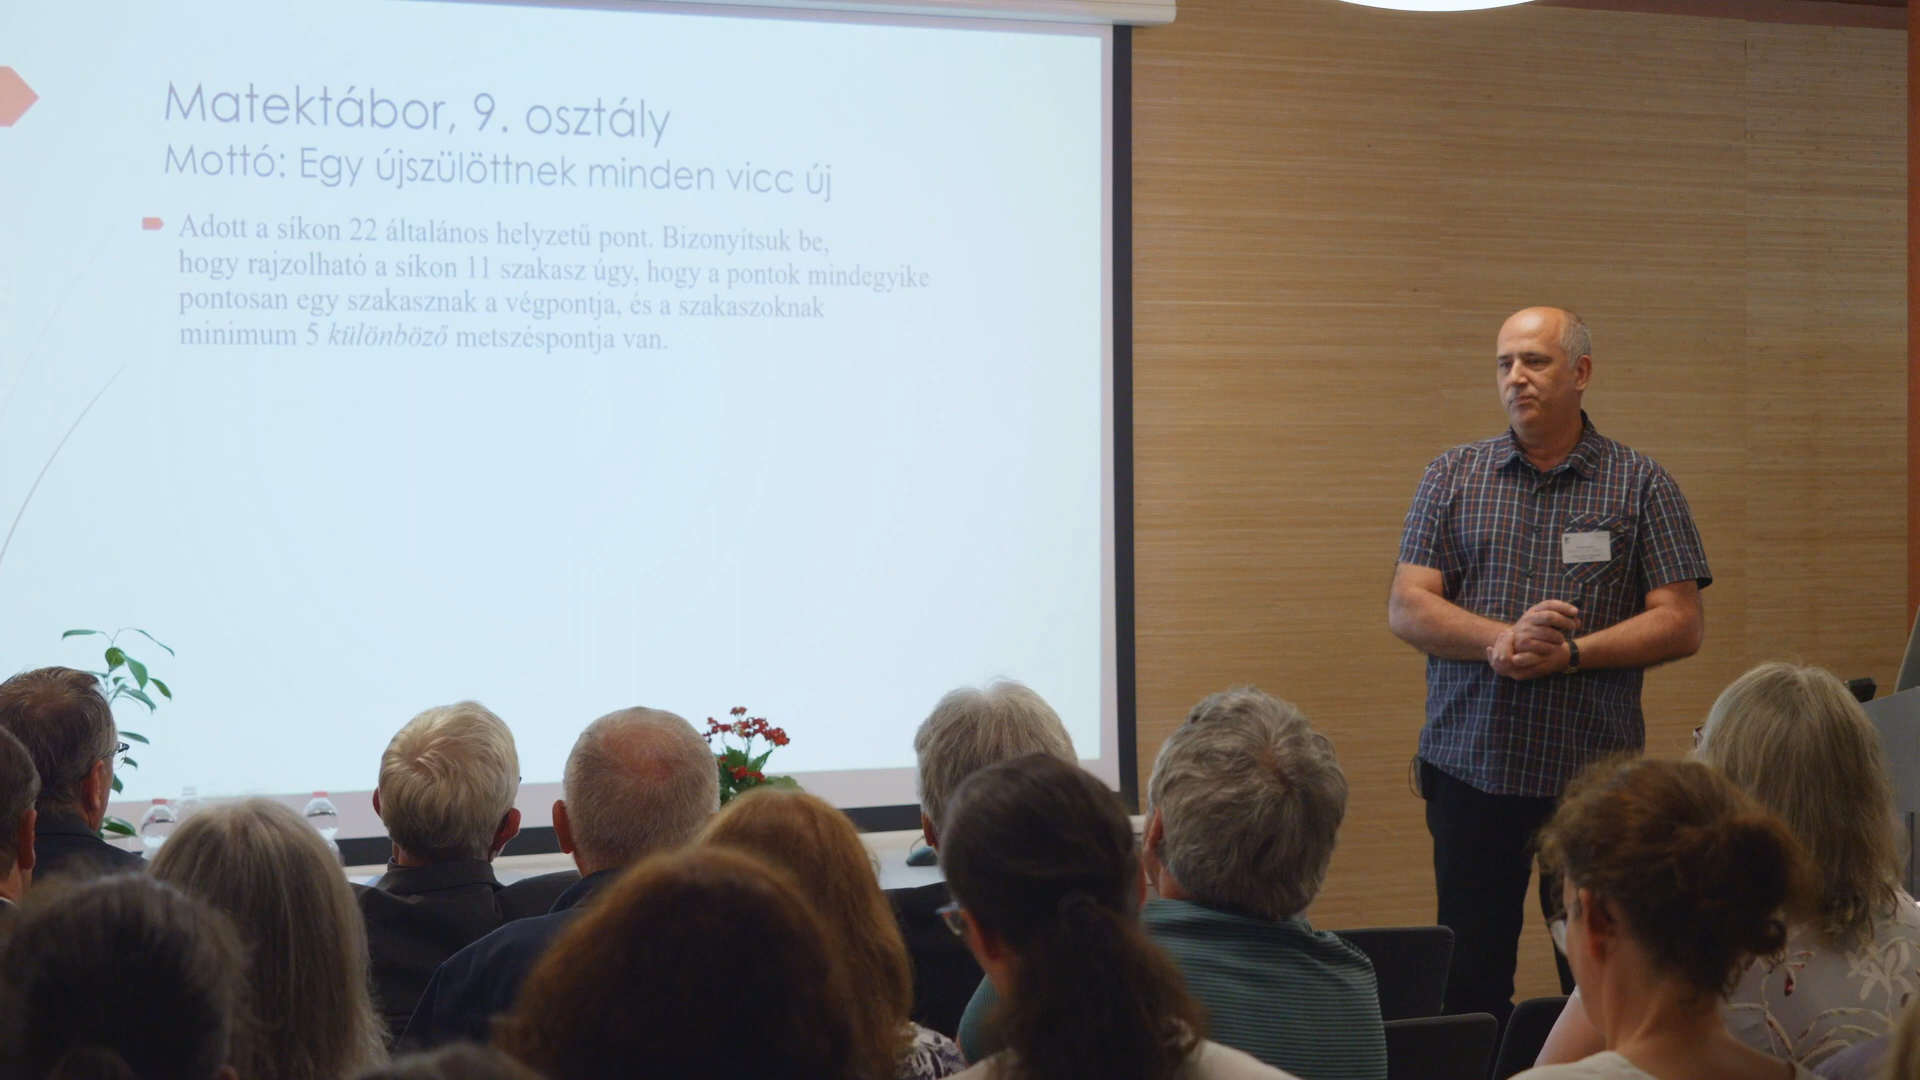 Matektábor, 9. osztály
Mottó: Egy újszülöttnek minden vicc új
Adott a síkon 22 általános helyzetű pont. Bizonyítsuk be,
hogy rajzolható a síkon 11 szakasz úgy, hogy a pontok mindegyike
pontosan egy szakasznak a végpontja, és a szakaszoknak
minimum 5 különböző metszéspontja van.